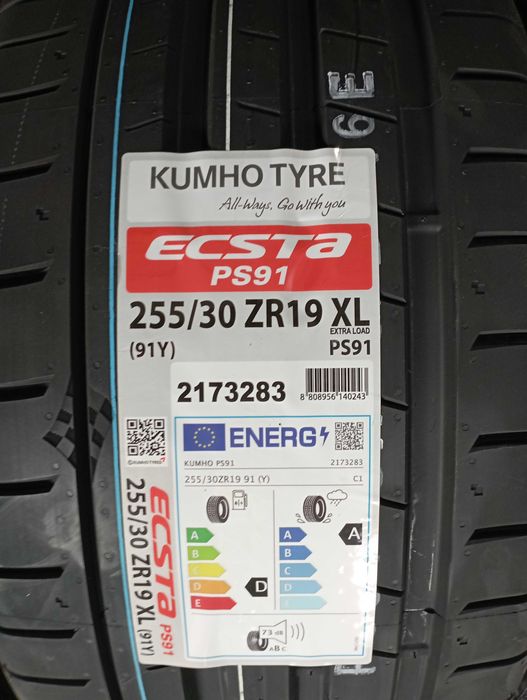 6E
KUMHO TYRE
All-Ways, Go With you
ECSTA
PS91
255/30 ZR19 XL
EXTRA LOAD
(91Y) PS91
2173283
8 808956 140243
ENERG
KUMHO PS91 2173283
255/30ZR19 91 (Y) C1
A A A
B B
C C
D D D
E E
73 dB
ABC
©KUMHOTYRES
ECSTA PS91
255/30 ZR19 XL (91Y)